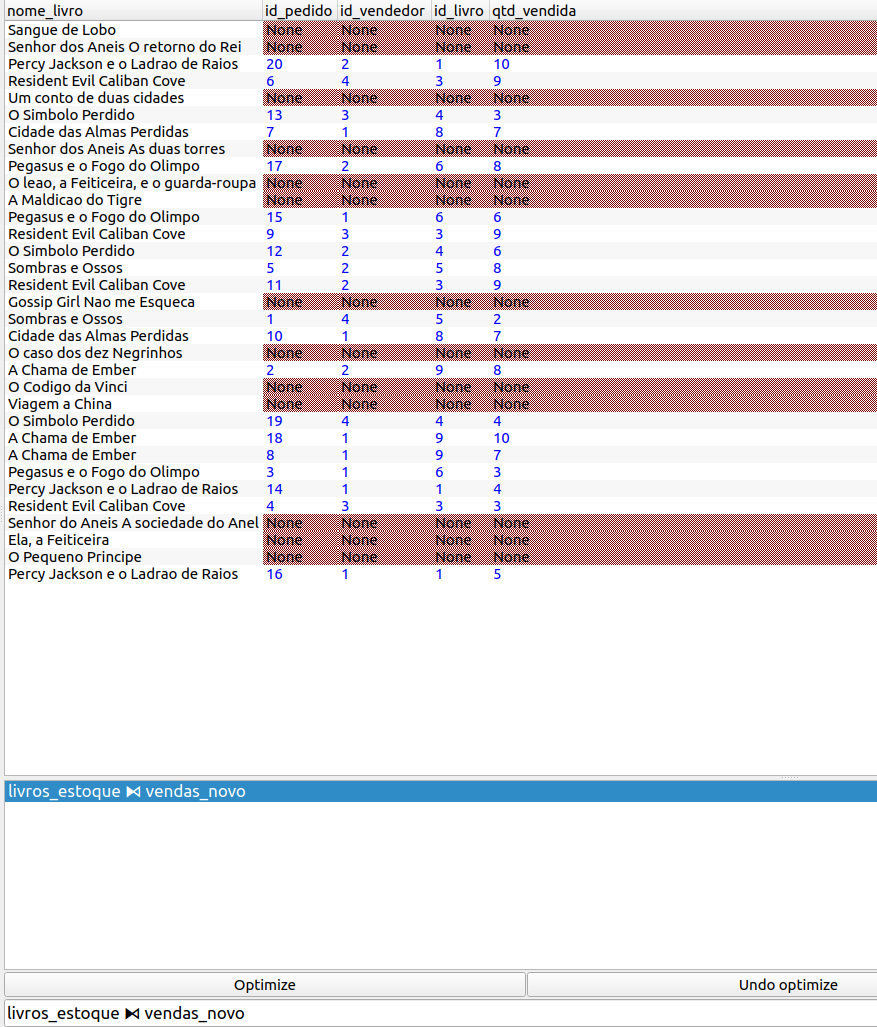 nome_livro id_pedido id_vendedor id_livro qtd_vendida
Sangue de Lobo None None None None
Senhor dos Aneis O retorno do Rei None None None None
Percy Jackson e o Ladrao de Raios 20 2 1 10
Resident Evil Caliban Cove 6 4 3 9
Um conto de duas cidades None None None None
O Simbolo Perdido 13 3 4 3
Cidade das Almas Perdidas 7 1 8 7
Senhor dos Aneis As duas torres None None None None
Pegasus e o Fogo do Olimpo 17 2 6 8
O leao, a Feiticeira, e o guarda-roupa None None None None
A Maldicao do Tigre None None None None
Pegasus e o Fogo do Olimpo 15 1 6 6
Resident Evil Caliban Cove 9 3 3 9
O Simbolo Perdido 12 2 4 6
Sombras e Ossos 5 2 5 8
Resident Evil Caliban Cove 11 2 3 9
Gossip Girl Nao me Esqueca None None None None
Sombras e Ossos 1 4 5 2
Cidade das Almas Perdidas 10 1 8 7
O caso dos dez Negrinhos None None None None
A Chama de Ember 2 2 9 8
O Codigo da Vinci None None None None
Viagem a China None None None None
O Simbolo Perdido 19 4 4 4
A Chama de Ember 18 1 9 10
A Chama de Ember 8 1 9 7
Pegasus e o Fogo do Olimpo 3 1 6 3
Percy Jackson e o Ladrao de Raios 14 1 1 4
Resident Evil Caliban Cove 4 3 3 3
Senhor do Aneis A sociedade do Anel None None None None
Ela, a Feiticeira None None None None
O Pequeno Principe None None None None
Percy Jackson e o Ladrao de Raios 16 1 1 5
livros_estoque ⋈ vendas_novo
Optimize Undo optimize
livros_estoque ⋈ vendas_novo